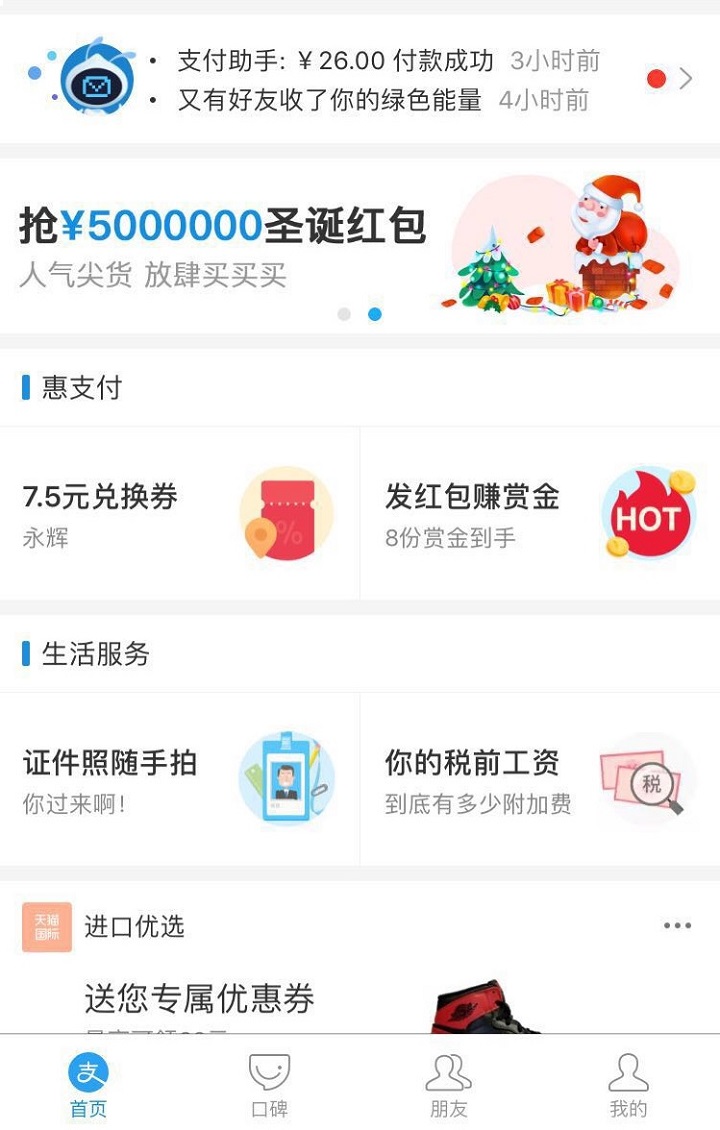 支付助手: ¥ 26.00 付款成功 3小时前
又有好友收了你的绿色能量 4小时前
抢¥5000000圣诞红包
人气尖货 放肆买买买
惠支付
7.5元兑换券
永辉
%
发红包赚赏金
8份赏金到手
HOT
生活服务
证件照随手拍
你过来啊!
你的税前工资
到底有多少附加费
税
天猫
国际
进口优选
送您专属优惠券
支
首页
口碑
朋友
我的